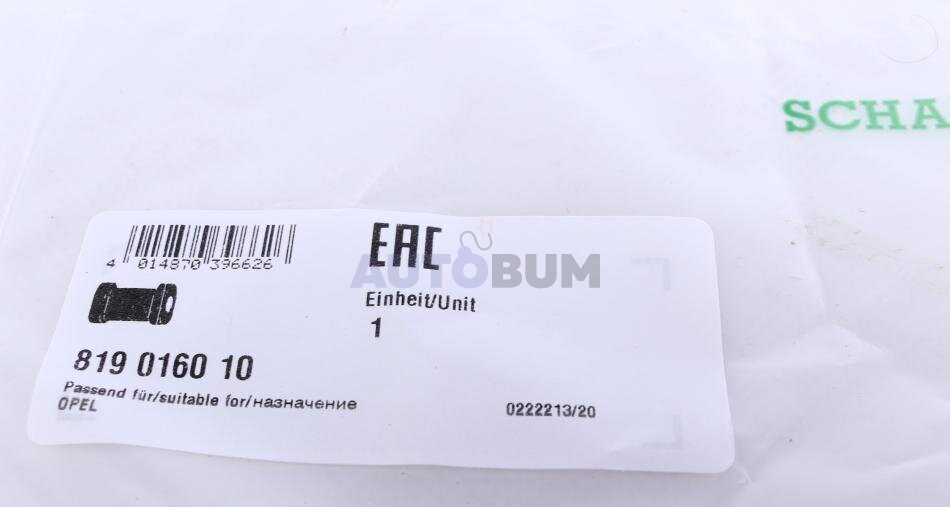 SCHA
EAC
4 014870 396626
AUTOBUM
Einheit/Unit
1
819 0160 10
Passend für/suitable for/назначение
OPEL
0222213/20